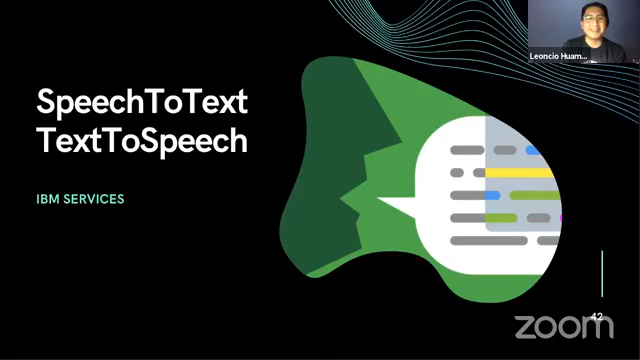 Leoncio Huam...
SpeechToText
TextToSpeech
IBM SERVICES
42
zoom